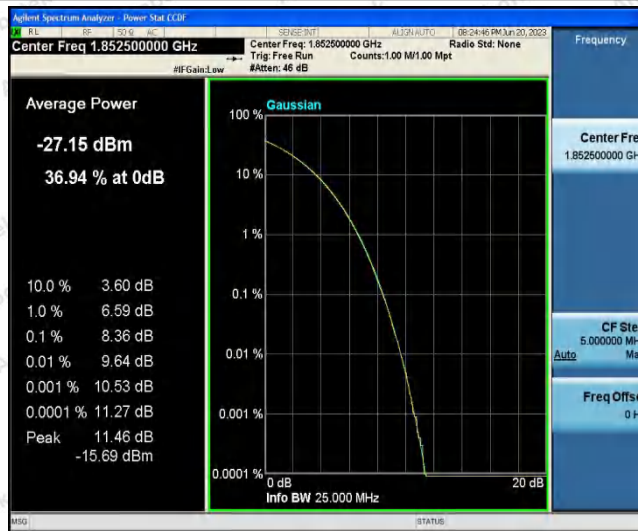 Agilent Spectrum Analyzer - Power Stat CCDF
RL RF 50 Ω AC SENSE:INT ALIGN AUTO 08:24:46 PM Jun 20, 2023
Center Freq 1.852500000 GHz
Center Freq: 1.852500000 GHz Radio Std: None
Trig: Free Run Counts:1.00 M/1.00 Mpt
#IFGain:Low #Atten: 46 dB
Frequency
Average Power
-27.15 dBm
36.94 % at 0dB
10.0 % 3.60 dB
1.0 % 6.59 dB
0.1 % 8.36 dB
0.01 % 9.64 dB
0.001 % 10.53 dB
0.0001 % 11.27 dB
Peak 11.46 dB
-15.69 dBm
Gaussian
100 %
10 %
1 %
0.1 %
0.01 %
0.001 %
0.0001 %
0 dB 20 dB
Info BW 25.000 MHz
Center Fre
1.852500000 GH
CF Ste
5.000000 MH
Auto Ma
Freq Offse
0 H
MSG STATUS